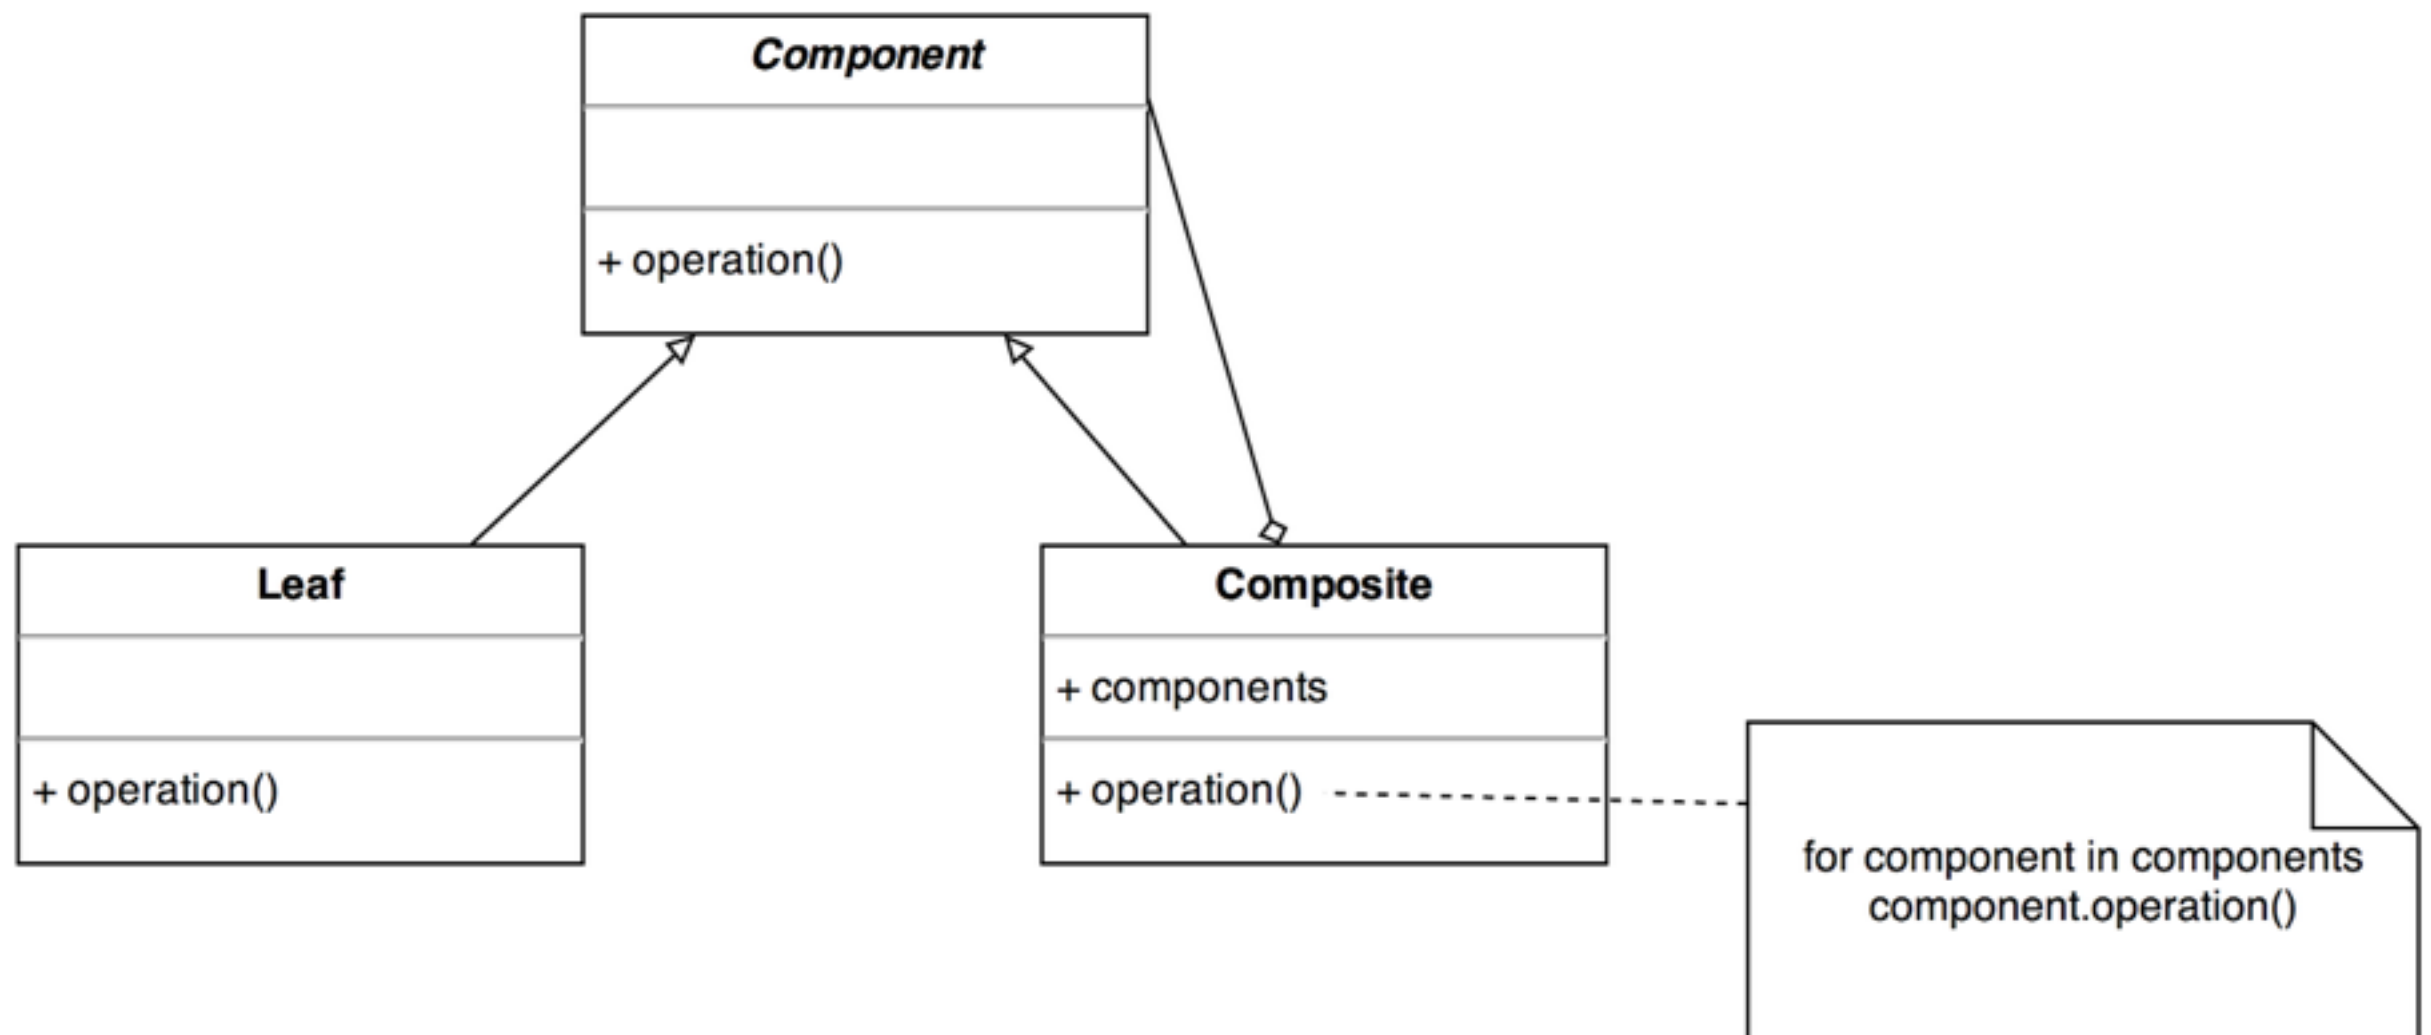 Component
+ operation()
Leaf
+ operation()
Composite
+ components
+ operation()
for component in components
component.operation()